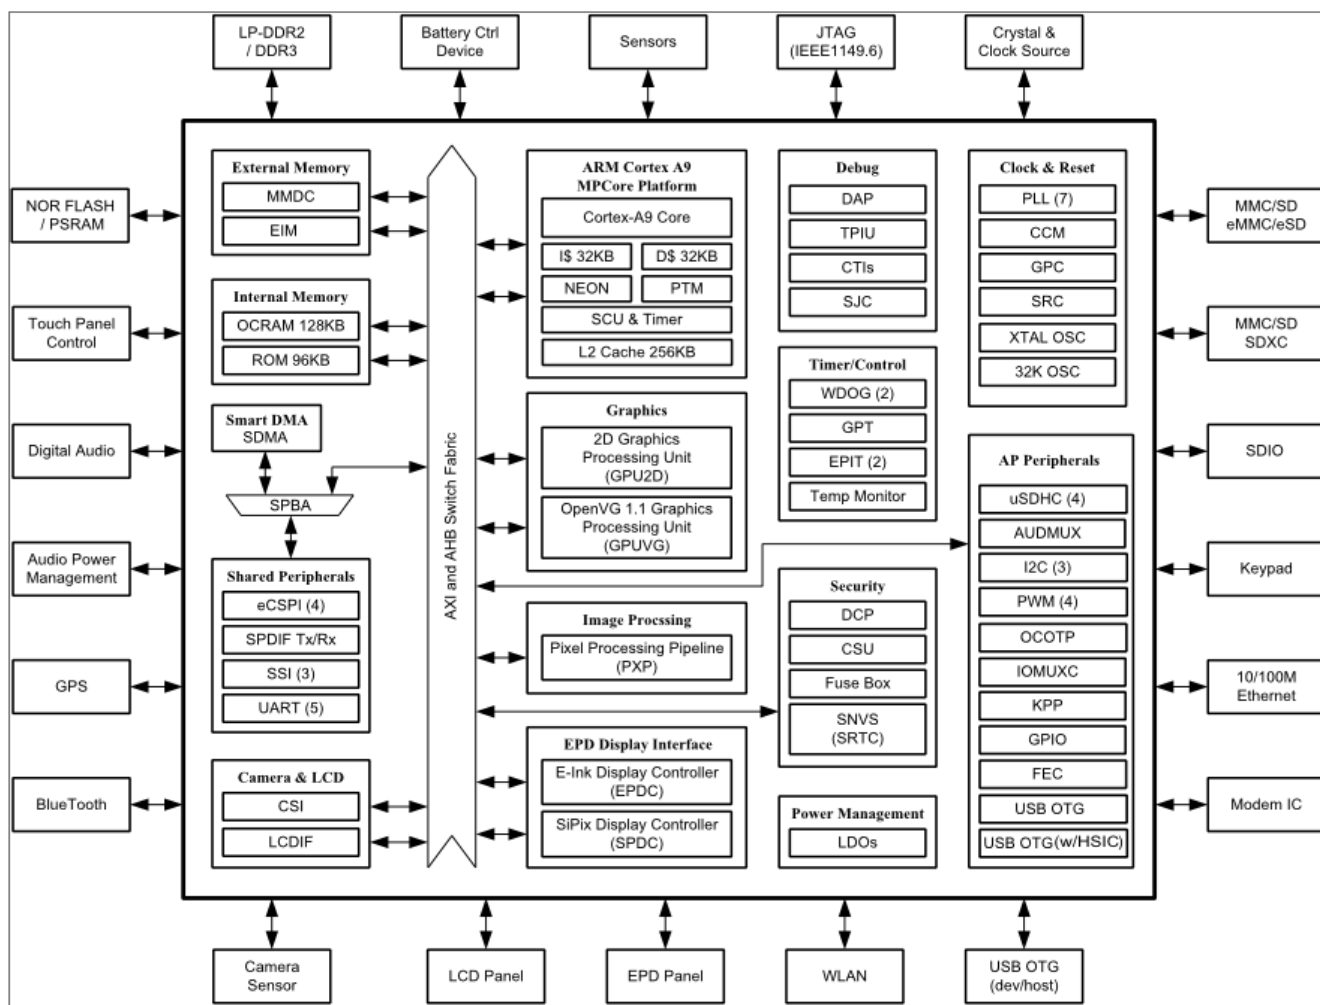 LP-DDR2
/ DDR3
Battery Ctrl
Device
Sensors
JTAG
(IEEE1149.6)
Crystal &
Clock Source
NOR FLASH
/ PSRAM
Touch Panel
Control
Digital Audio
Audio Power
Management
GPS
BlueTooth
External Memory
MMDC
EIM
Internal Memory
OCRAM 128KB
ROM 96KB
Smart DMA
SDMA
SPBA
Shared Peripherals
eCSPI (4)
SPDIF Tx/Rx
SSI (3)
UART (5)
Camera & LCD
CSI
LCDIF
AXI and AHB Switch Fabric
ARM Cortex A9
MPCore Platform
Cortex-A9 Core
I$ 32KB
D$ 32KB
NEON
PTM
SCU & Timer
L2 Cache 256KB
Graphics
2D Graphics
Processing Unit
(GPU2D)
OpenVG 1.1 Graphics
Processing Unit
(GPUVG)
Image Procssing
Pixel Processing Pipeline
(PXP)
EPD Display Interface
E-Ink Display Controller
(EPDC)
SiPix Display Controller
(SPDC)
Debug
DAP
TPIU
CTIs
SJC
Timer/Control
WDOG (2)
GPT
EPIT (2)
Temp Monitor
Security
DCP
CSU
Fuse Box
SNVS
(SRTC)
Power Management
LDOs
Clock & Reset
PLL (7)
CCM
GPC
SRC
XTAL OSC
32K OSC
AP Peripherals
uSDHC (4)
AUDMUX
I2C (3)
PWM (4)
OCOTP
IOMUXC
KPP
GPIO
FEC
USB OTG
USB OTG(w/HSIC)
MMC/SD
eMMC/eSD
MMC/SD
SDXC
SDIO
Keypad
10/100M
Ethernet
Modem IC
Camera
Sensor
LCD Panel
EPD Panel
WLAN
USB OTG
(dev/host)